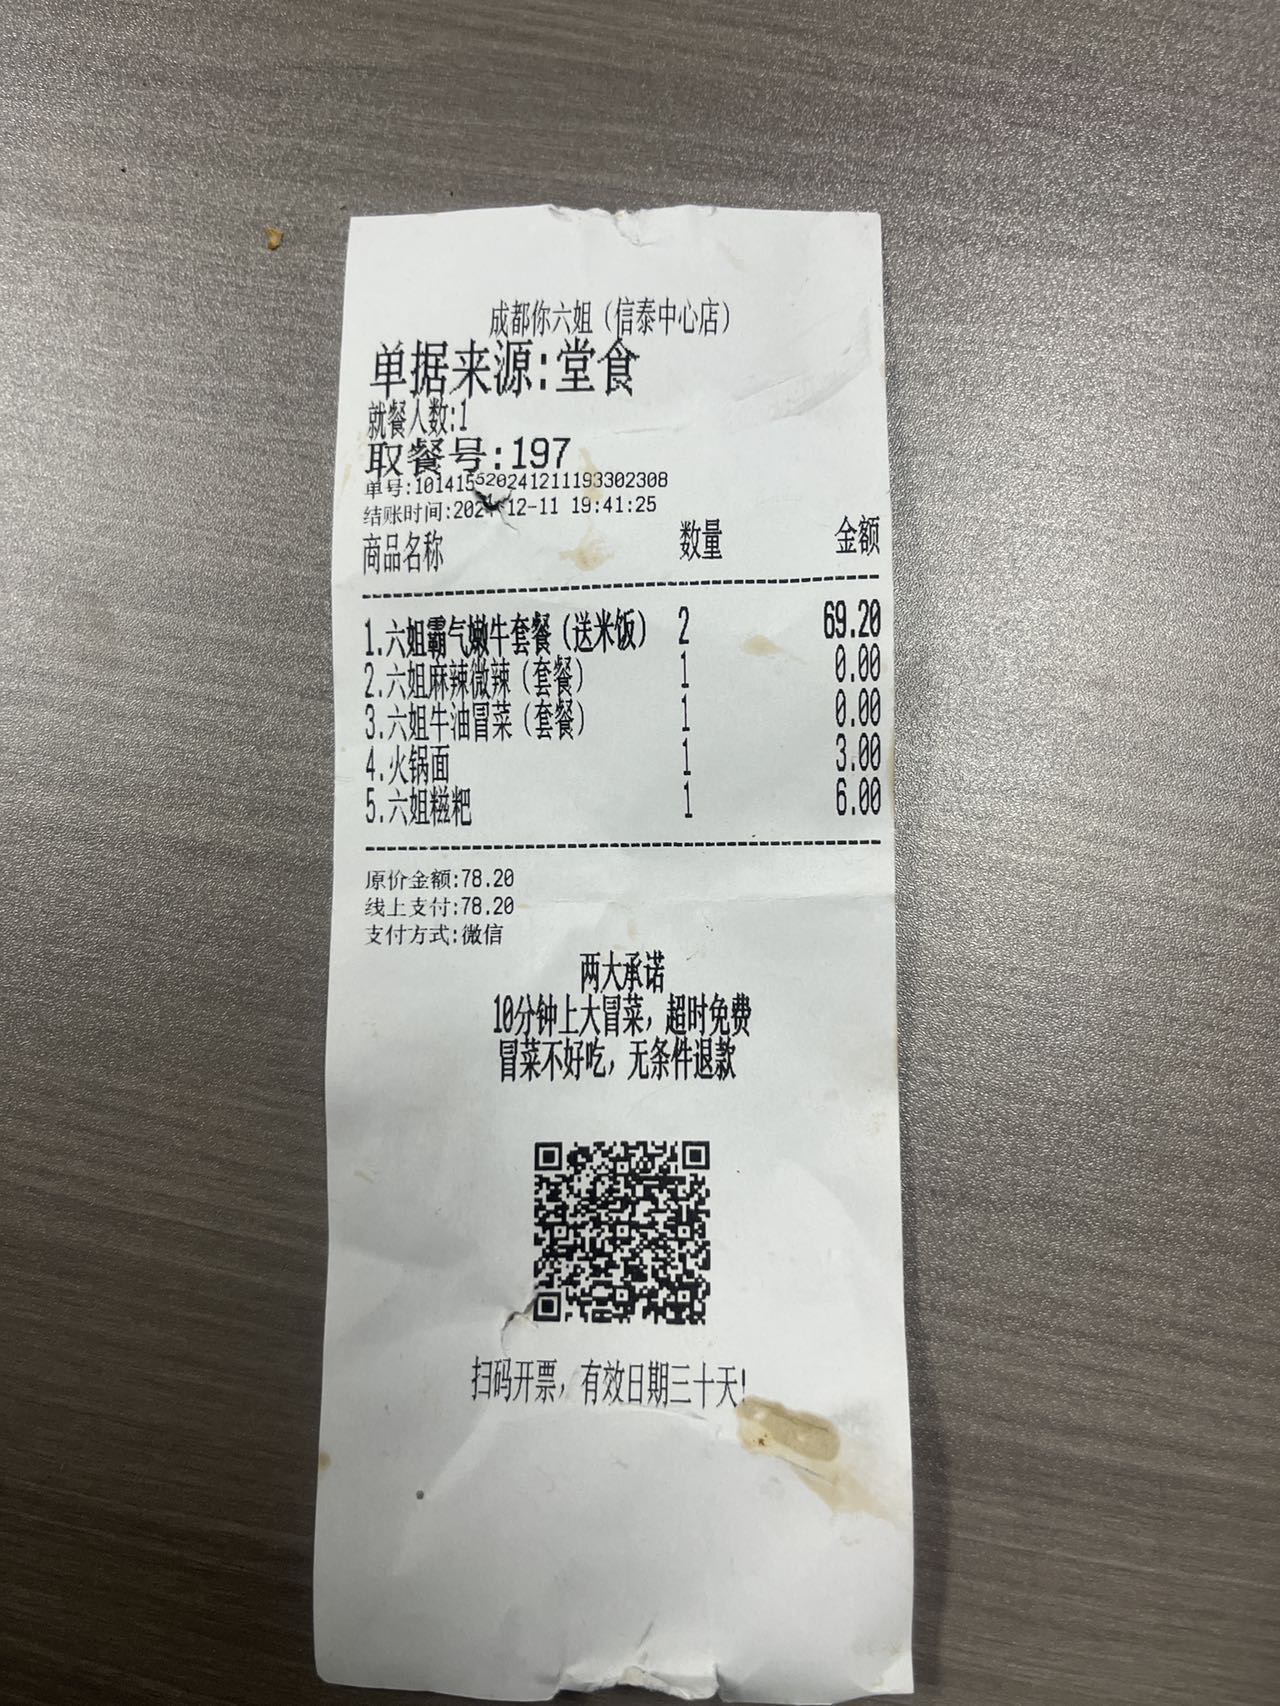 成都你六姐（信泰中心店）
单据来源:堂食
就餐人数:1
取餐号:197
单号:10141552024121119330​2308
结账时间:2024-12-11 19:41:25
商品名称 数量 金额
1.六姐霸气嫩牛套餐（送米饭） 2 69.20
2.六姐麻辣微辣（套餐） 1 0.00
3.六姐牛油冒菜（套餐） 1 0.00
4.火锅面 1 3.00
5.六姐糍粑 1 6.00
原价金额:78.20
线上支付:78.20
支付方式:微信
两大承诺
10分钟上大冒菜，超时免费
冒菜不好吃，无条件退款
扫码开票，有效日期三十天!